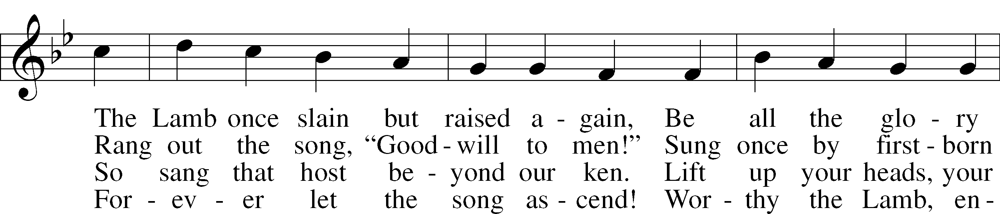 The Lamb once slain but raised a - gain, Be all the glo - ry
Rang out the song, “Good - will to men!” Sung once by first - born
So sang that host be - yond our ken. Lift up your heads, your
For - ev - er let the song as - cend! Wor - thy the Lamb, en -